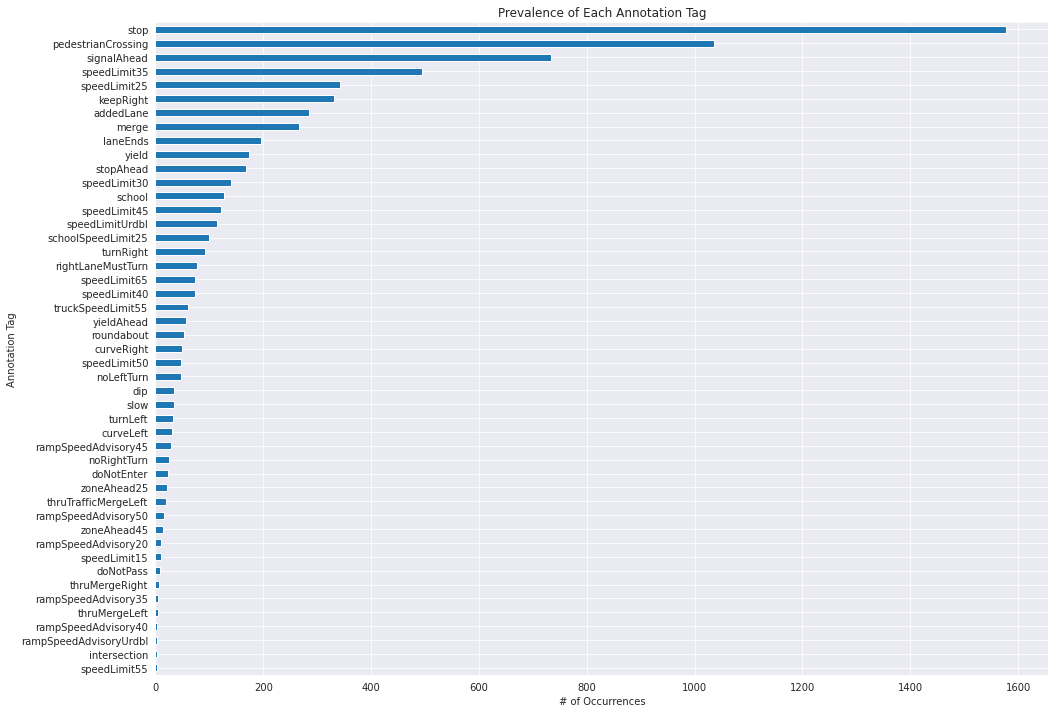 Prevalence of Each Annotation Tag
stop
pedestrianCrossing
signalAhead
speedLimit35
speedLimit25
keepRight
addedLane
merge
laneEnds
yield
stopAhead
speedLimit30
school
speedLimit45
speedLimitUrdbl
schoolSpeedLimit25
turnRight
rightLaneMustTurn
speedLimit65
speedLimit40
truckSpeedLimit55
yieldAhead
roundabout
curveRight
speedLimit50
noLeftTurn
dip
slow
turnLeft
curveLeft
rampSpeedAdvisory45
noRightTurn
doNotEnter
zoneAhead25
thruTrafficMergeLeft
rampSpeedAdvisory50
zoneAhead45
rampSpeedAdvisory20
speedLimit15
doNotPass
thruMergeRight
rampSpeedAdvisory35
thruMergeLeft
rampSpeedAdvisory40
rampSpeedAdvisoryUrdbl
intersection
speedLimit55
Annotation Tag
0 200 400 600 800 1000 1200 1400 1600
# of Occurrences